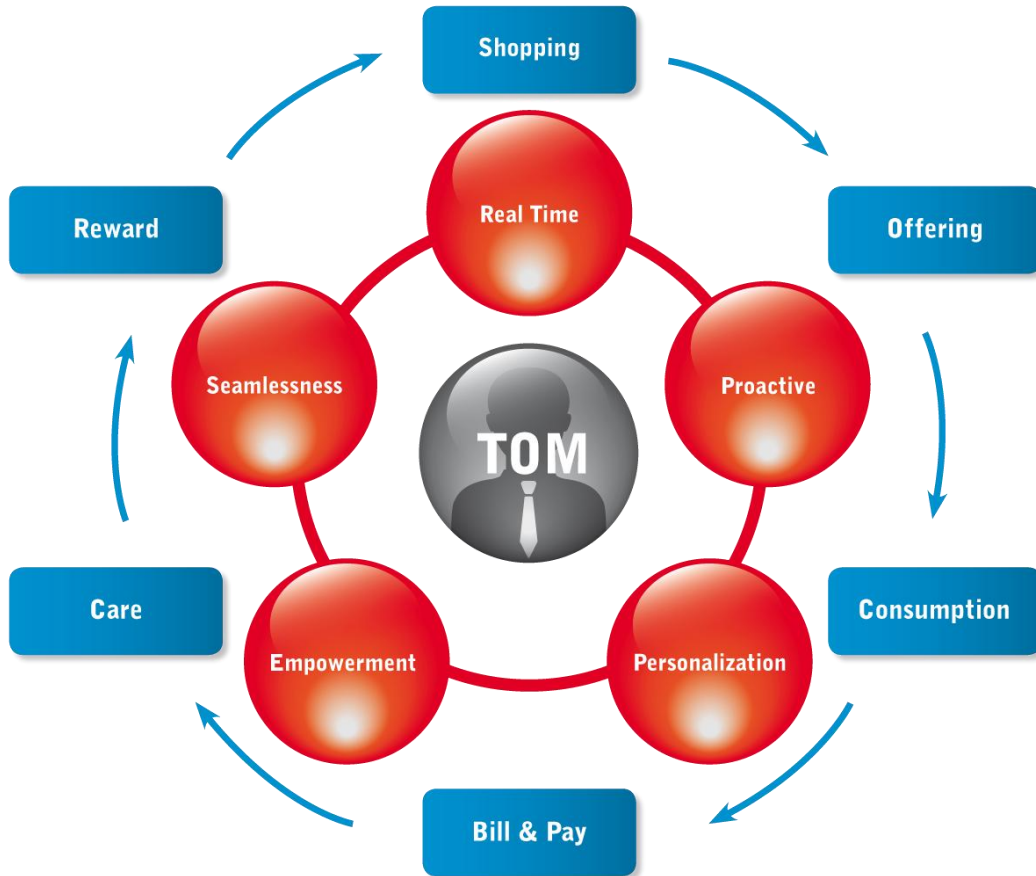 Shopping
Reward
Real Time
Offering
Seamlessness
Proactive
TOM
Care
Consumption
Empowerment
Personalization
Bill & Pay